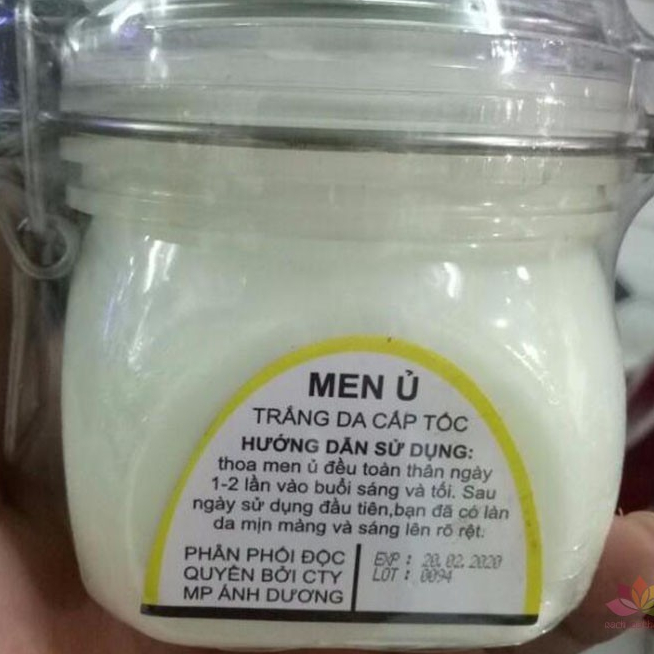 MEN Ủ
TRẮNG DA CẤP TỐC
HƯỚNG DẪN SỬ DỤNG:
thoa men ủ đều toàn thân ngày
1-2 lần vào buổi sáng và tối. Sau
ngày sử dụng đầu tiên,bạn đã có làn
da mịn màng và sáng lên rõ rệt.
PHÂN PHỐI ĐỌC
QUYỀN BỞI CTY
MP ÁNH DƯƠNG
EXP : 20.02.2020
LOT : 0094